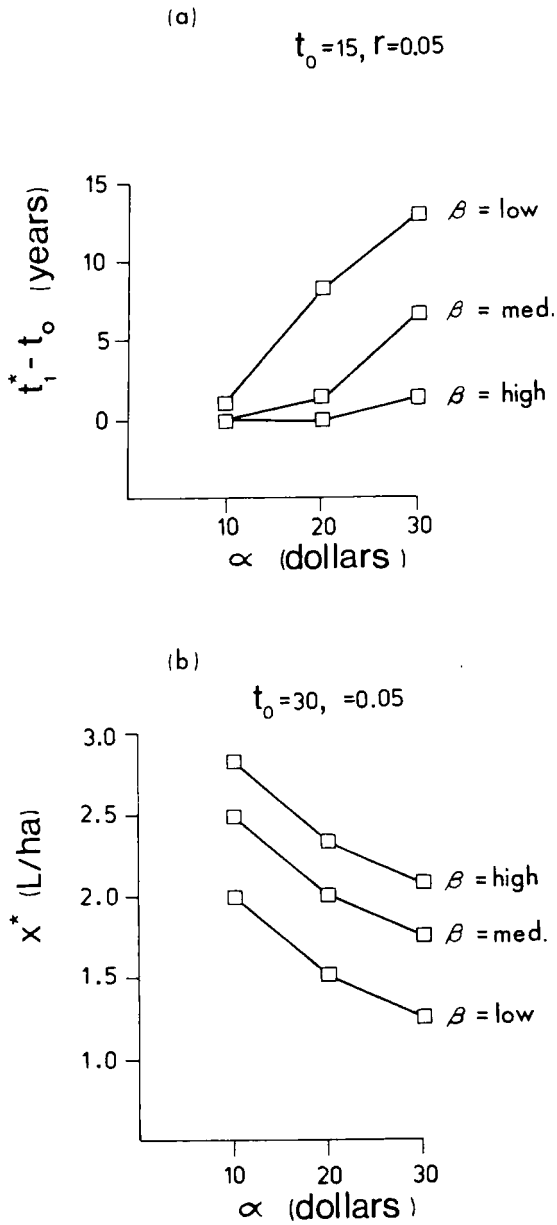 (a)
t₀=15, r=0.05
t₁* - t₀ (years)
15
10
5
0
β = low
β = med.
β = high
10 20 30
∝ (dollars)
(b)
t₀=30, =0.05
x* (L/ha)
3.0
2.5
2.0
1.5
1.0
β = high
β = med.
β = low
10 20 30
∝ (dollars)